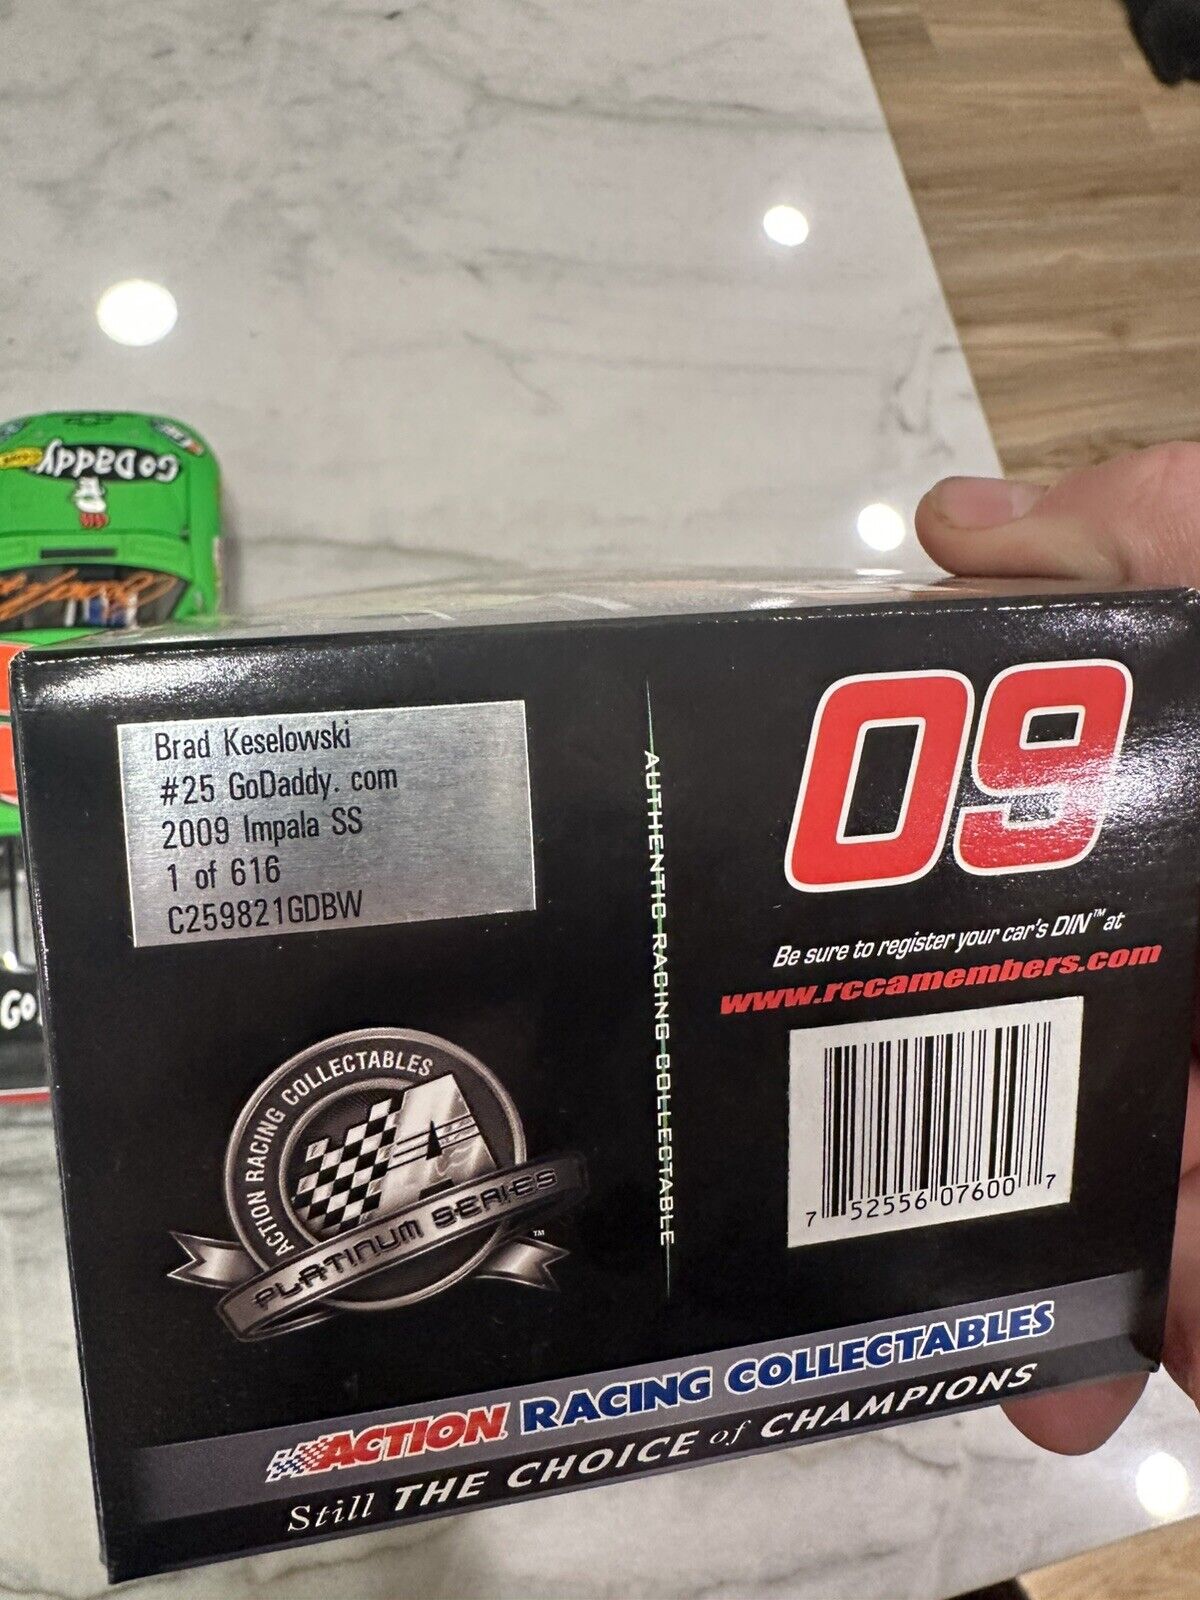 GoDaddy
Brad Keselowski
#25 GoDaddy. com
2009 Impala SS
1 of 616
C259821GDBW
AUTHENTIC RACING COLLECTABLE
09
Be sure to register your car's DIN™ at
www.rccamembers.com
7 52556 07600 7
Go
ACTION RACING COLLECTABLES
A
PLATINUM SERIES™
ACTION RACING COLLECTABLES
Still THE CHOICE of CHAMPIONS